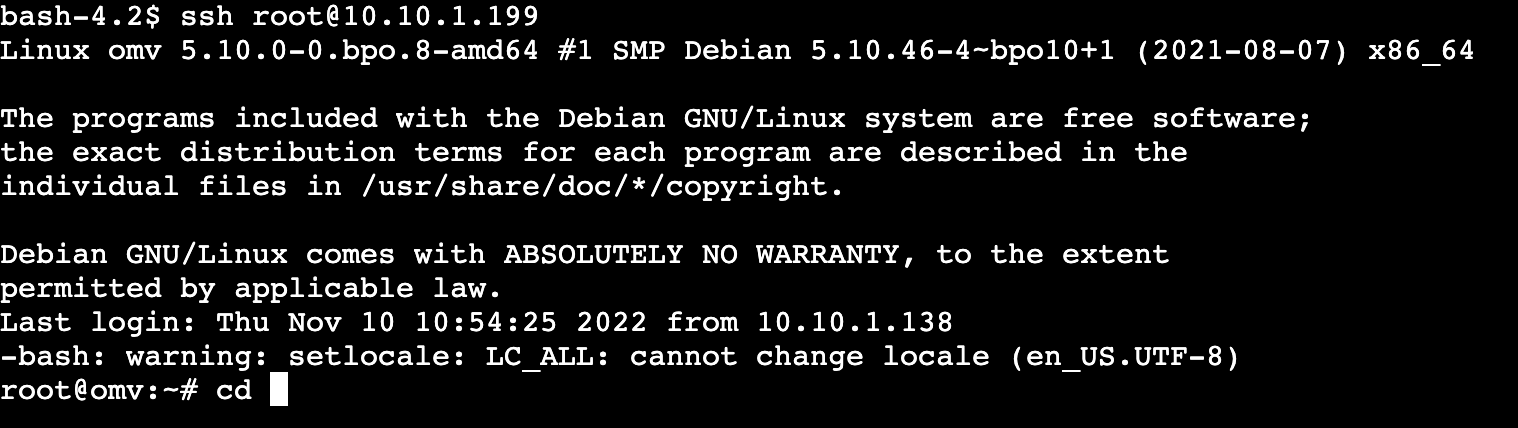 bash-4.2$ ssh root@10.10.1.199
Linux omv 5.10.0-0.bpo.8-amd64 #1 SMP Debian 5.10.46-4~bpo10+1 (2021-08-07) x86_64
The programs included with the Debian GNU/Linux system are free software;
the exact distribution terms for each program are described in the
individual files in /usr/share/doc/*/copyright.
Debian GNU/Linux comes with ABSOLUTELY NO WARRANTY, to the extent
permitted by applicable law.
Last login: Thu Nov 10 10:54:25 2022 from 10.10.1.138
-bash: warning: setlocale: LC_ALL: cannot change locale (en_US.UTF-8)
root@omv:~# cd